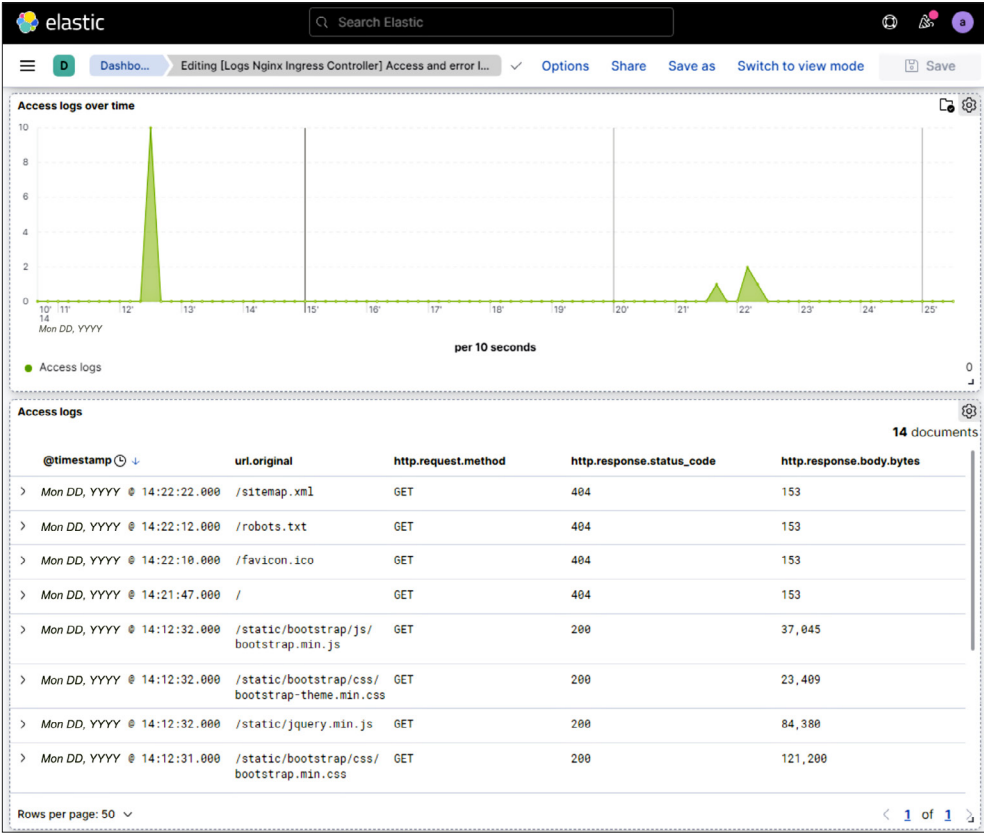 elastic
Search Elastic
a
D
Dashbo...
Editing [Logs Nginx Ingress Controller] Access and error l...
Options
Share
Save as
Switch to view mode
Save
Access logs over time
10
8
6
4
2
0
10' 11' 12' 13' 14' 15' 16' 17' 18' 19' 20' 21' 22' 23' 24' 25'
14
Mon DD, YYYY
per 10 seconds
Access logs 0
Access logs
14 documents
@timestamp url.original http.request.method http.response.status_code http.response.body.bytes
Mon DD, YYYY @ 14:22:22.000 /sitemap.xml GET 404 153
Mon DD, YYYY @ 14:22:12.000 /robots.txt GET 404 153
Mon DD, YYYY @ 14:22:10.000 /favicon.ico GET 404 153
Mon DD, YYYY @ 14:21:47.000 / GET 404 153
Mon DD, YYYY @ 14:12:32.000 /static/bootstrap/js/ GET 200 37,045
bootstrap.min.js
Mon DD, YYYY @ 14:12:32.000 /static/bootstrap/css/ GET 200 23,409
bootstrap-theme.min.css
Mon DD, YYYY @ 14:12:32.000 /static/jquery.min.js GET 200 84,380
Mon DD, YYYY @ 14:12:31.000 /static/bootstrap/css/ GET 200 121,200
bootstrap.min.css
Rows per page: 50
1 of 1